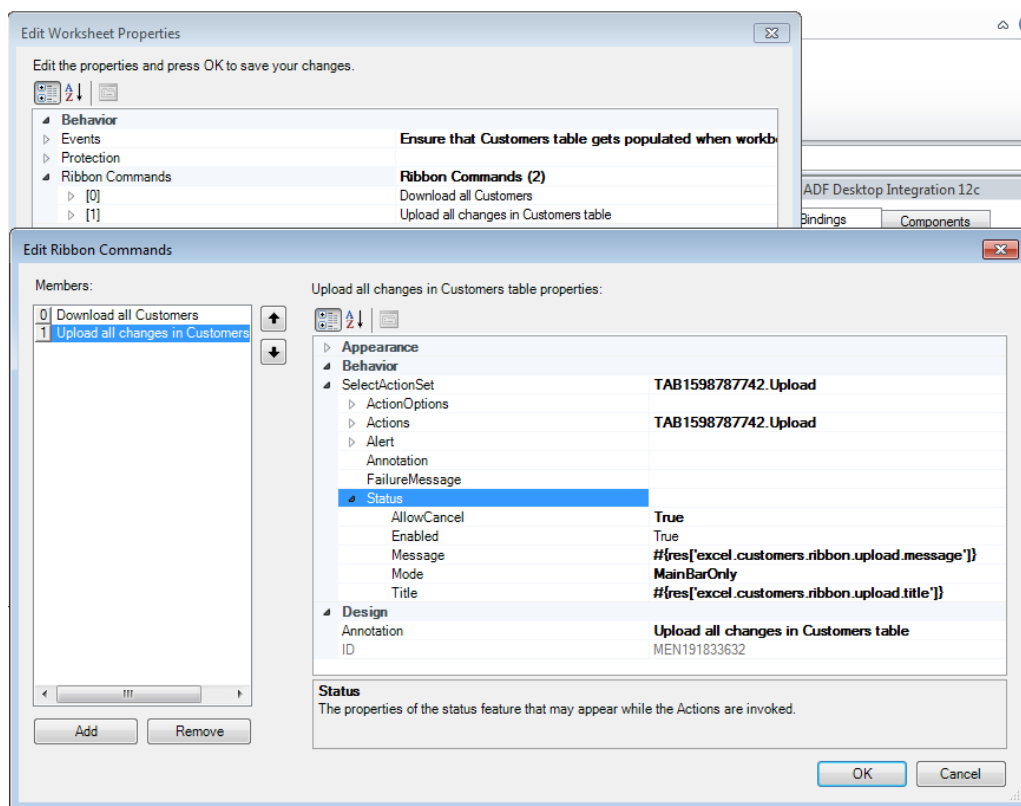 Edit Worksheet Properties
Edit the properties and press OK to save your changes.
Behavior
Events Ensure that Customers table gets populated when workb
Protection
Ribbon Commands Ribbon Commands (2)
[0] Download all Customers
[1] Upload all changes in Customers table
ADF Desktop Integration 12c
Bindings Components
Edit Ribbon Commands
Members:
0 Download all Customers
1 Upload all changes in Customers
Add Remove
Upload all changes in Customers table properties:
Appearance
Behavior
SelectActionSet TAB1598787742.Upload
ActionOptions
Actions TAB1598787742.Upload
Alert
Annotation
FailureMessage
Status
AllowCancel True
Enabled True
Message #{res['excel.customers.ribbon.upload.message']}
Mode MainBarOnly
Title #{res['excel.customers.ribbon.upload.title']}
Design
Annotation Upload all changes in Customers table
ID MEN191833632
Status
The properties of the status feature that may appear while the Actions are invoked.
OK Cancel